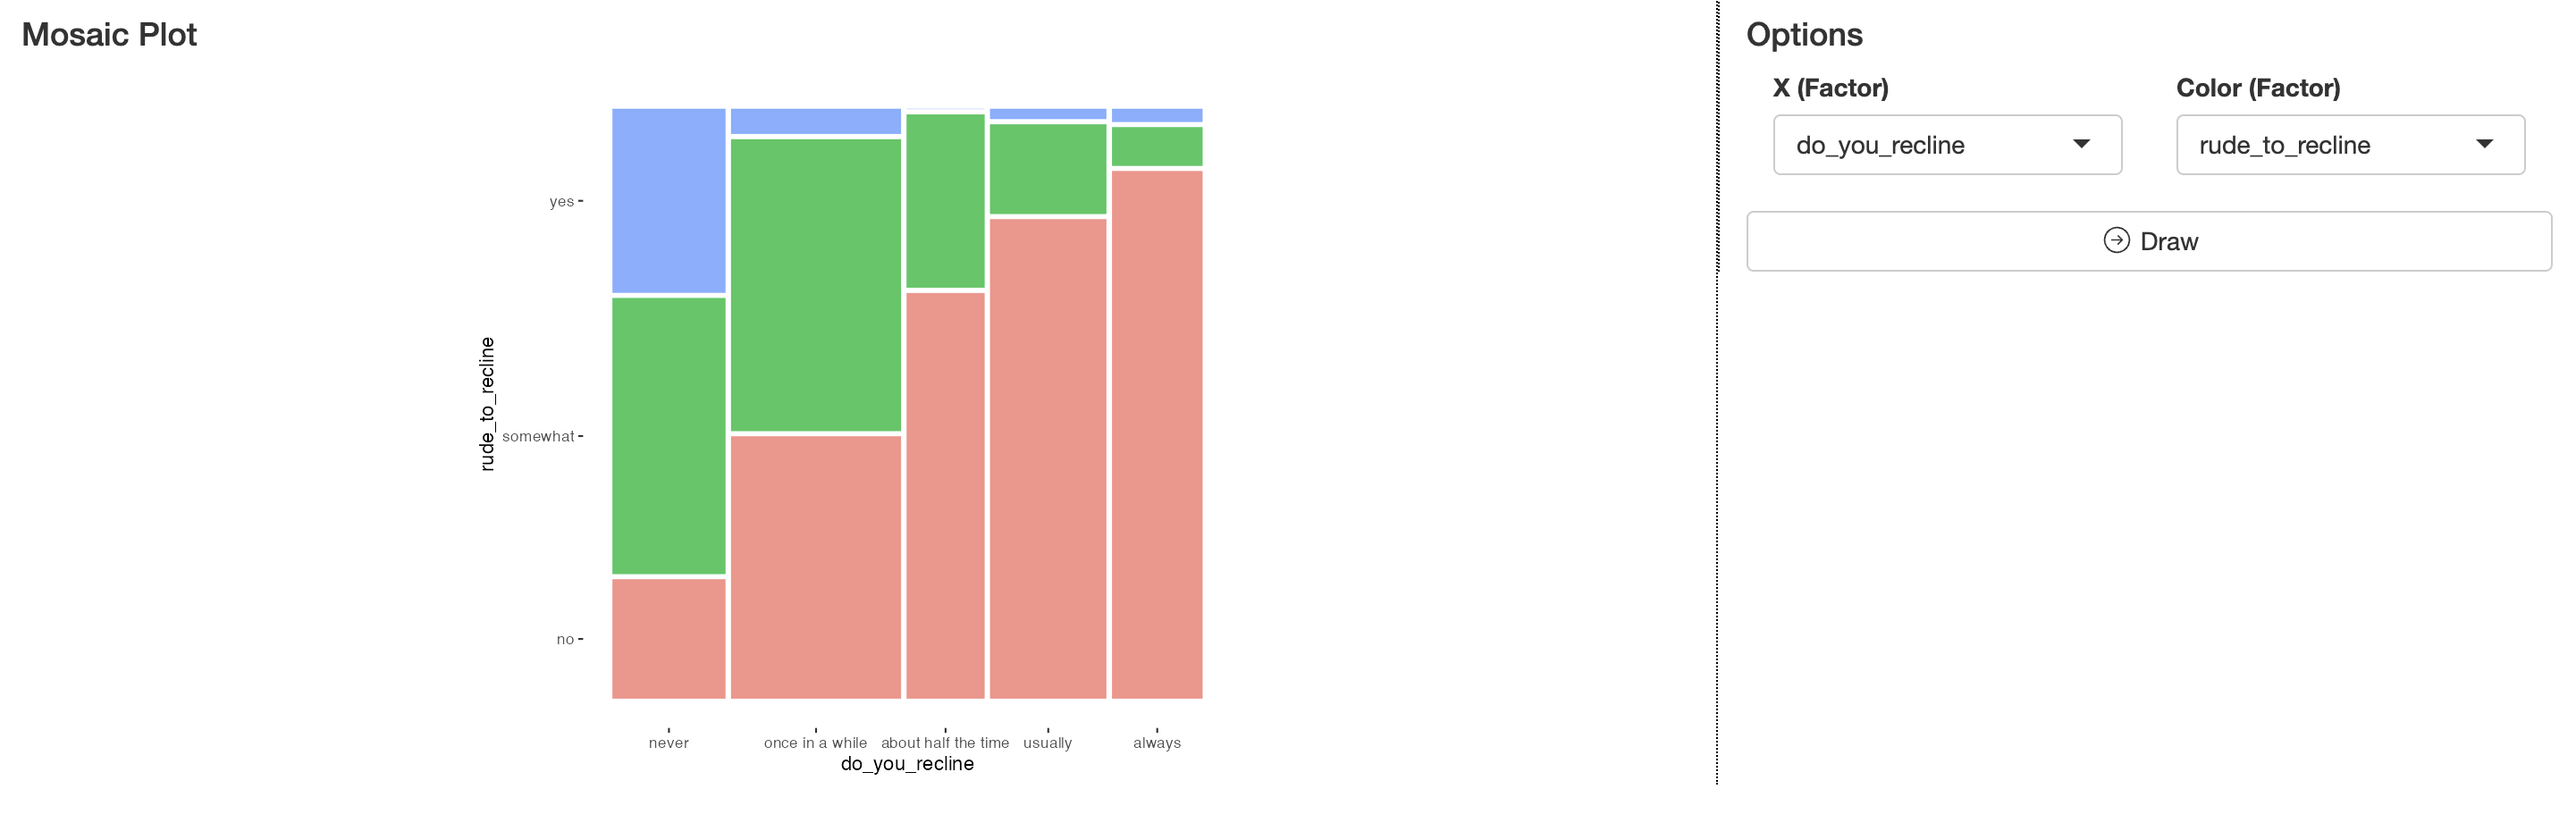 Mosaic Plot
rude_to_recline
yes
somewhat
no
never
once in a while
about half the time
usually
always
do_you_recline
Options
X (Factor)
do_you_recline
Color (Factor)
rude_to_recline
Draw